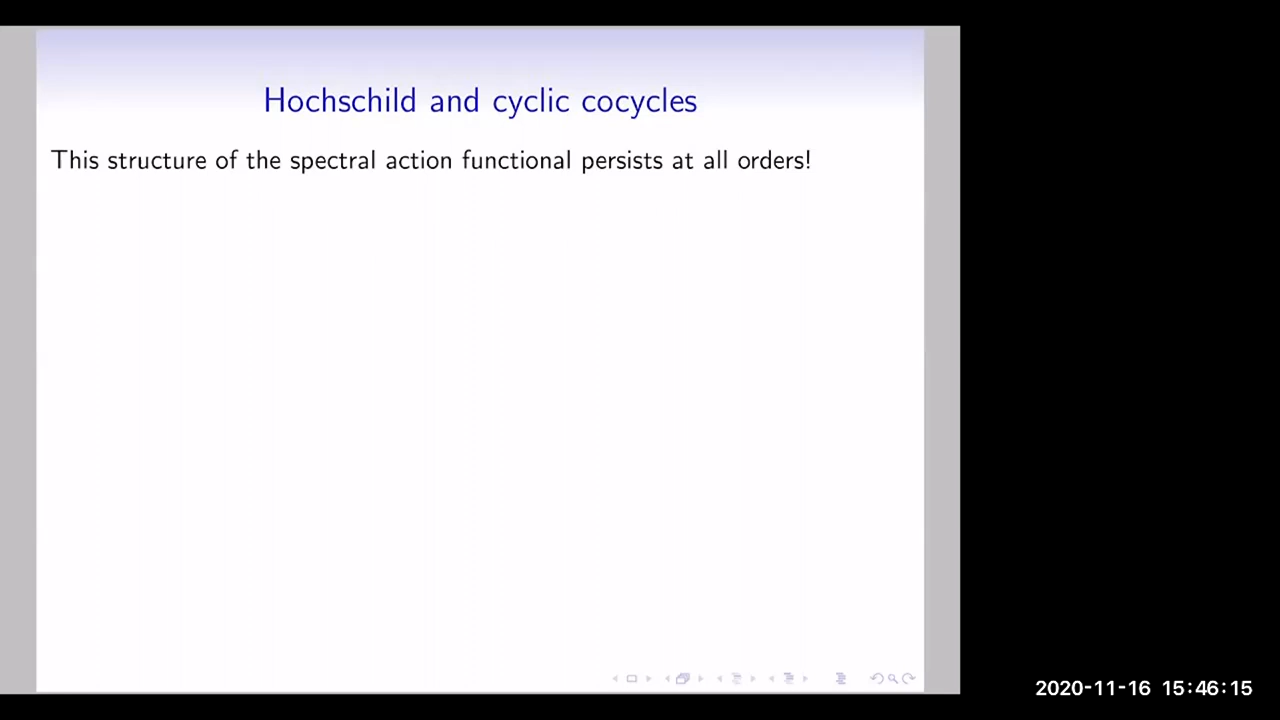 Hochschild and cyclic cocycles
This structure of the spectral action functional persists at all orders!
2020-11-16 15:46:15